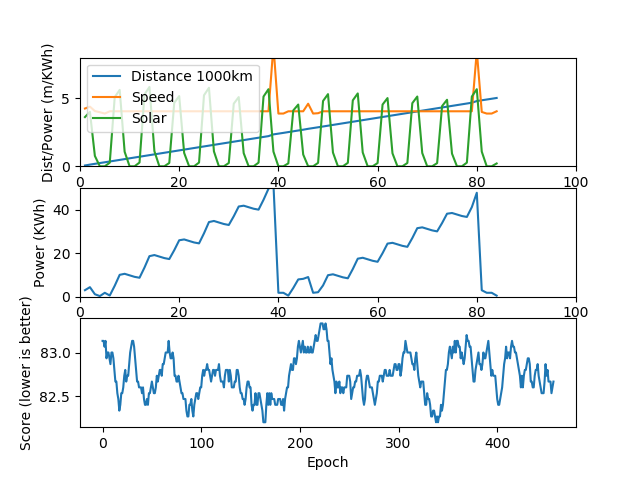 Dist/Power (m/KWh)
5
0
Distance 1000km
Speed
Solar
0 20 40 60 80 100
Power (KWh)
40
20
0
0 20 40 60 80 100
Score (lower is better)
83.0
82.5
0 100 200 300 400
Epoch